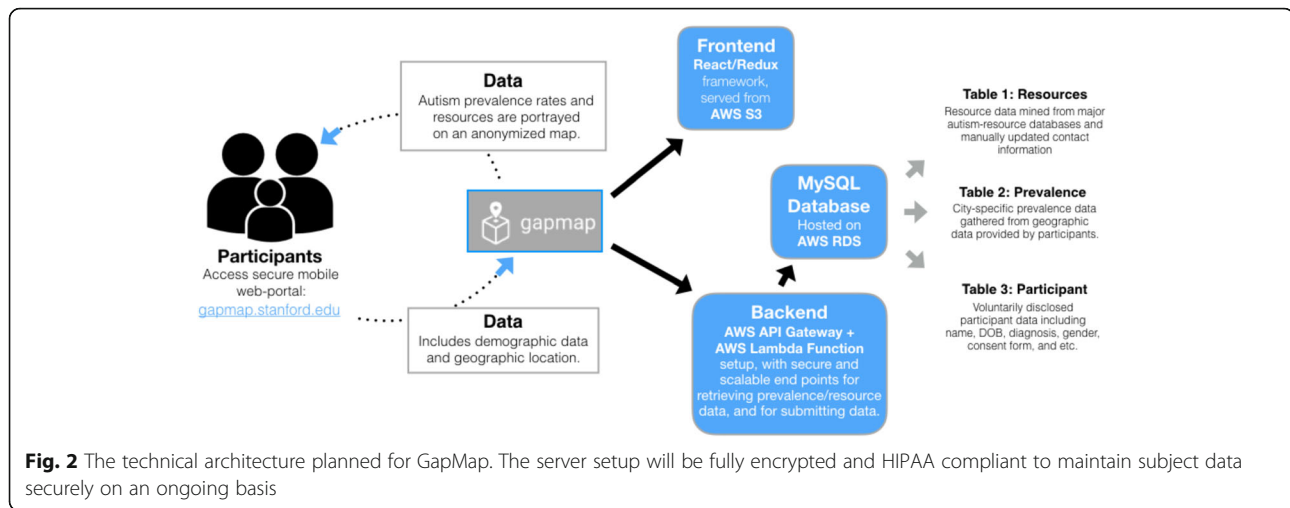 Data
Autism prevalence rates and
resources are portrayed
on an anonymized map.
Participants
Access secure mobile
web-portal:
gapmap.stanford.edu
gapmap
Data
Includes demographic data
and geographic location.
Frontend
React/Redux
framework,
served from
AWS S3
MySQL
Database
Hosted on
AWS RDS
Backend
AWS API Gateway +
AWS Lambda Function
setup, with secure and
scalable end points for
retrieving prevalence/resource
data, and for submitting data.
Table 1: Resources
Resource data mined from major
autism-resource databases and
manually updated contact
information
Table 2: Prevalence
City-specific prevalence data
gathered from geographic
data provided by participants.
Table 3: Participant
Voluntarily disclosed
participant data including
name, DOB, diagnosis, gender,
consent form, and etc.
Fig. 2 The technical architecture planned for GapMap. The server setup will be fully encrypted and HIPAA compliant to maintain subject data
securely on an ongoing basis